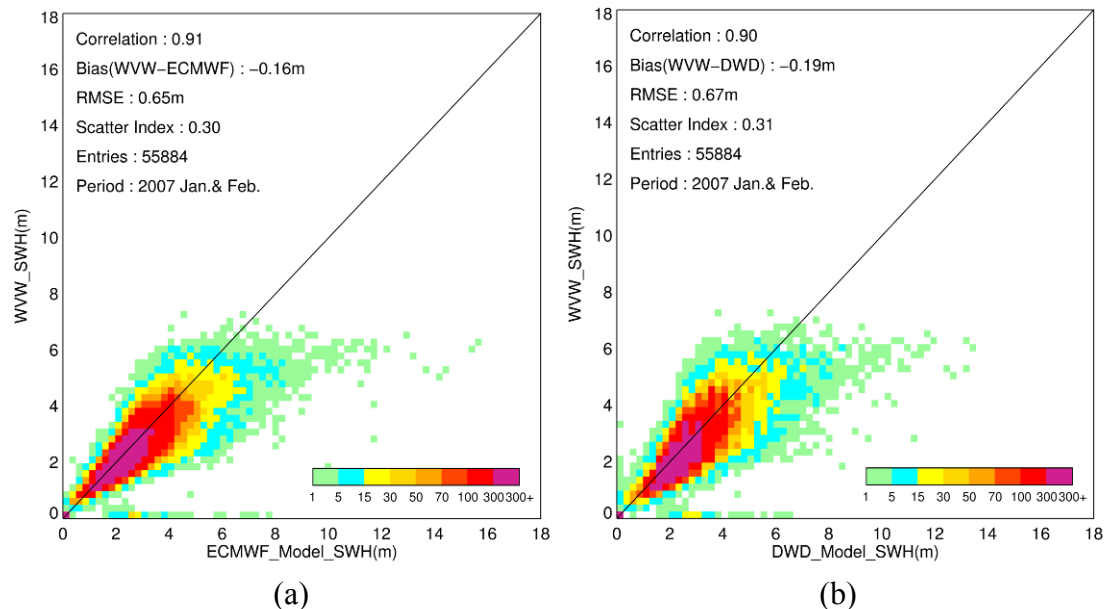 18
16
14
12
10
8
6
4
2
0
WVW_SWH(m)
Correlation : 0.91
Bias(WVW−ECMWF) : −0.16m
RMSE : 0.65m
Scatter Index : 0.30
Entries : 55884
Period : 2007 Jan.& Feb.
1 5 15 30 50 70 100 300 300+
0 2 4 6 8 10 12 14 16 18
ECMWF_Model_SWH(m)
(a)
18
16
14
12
10
8
6
4
2
0
WVW_SWH(m)
Correlation : 0.90
Bias(WVW−DWD) : −0.19m
RMSE : 0.67m
Scatter Index : 0.31
Entries : 55884
Period : 2007 Jan.& Feb.
1 5 15 30 50 70 100 300 300+
0 2 4 6 8 10 12 14 16 18
DWD_Model_SWH(m)
(b)